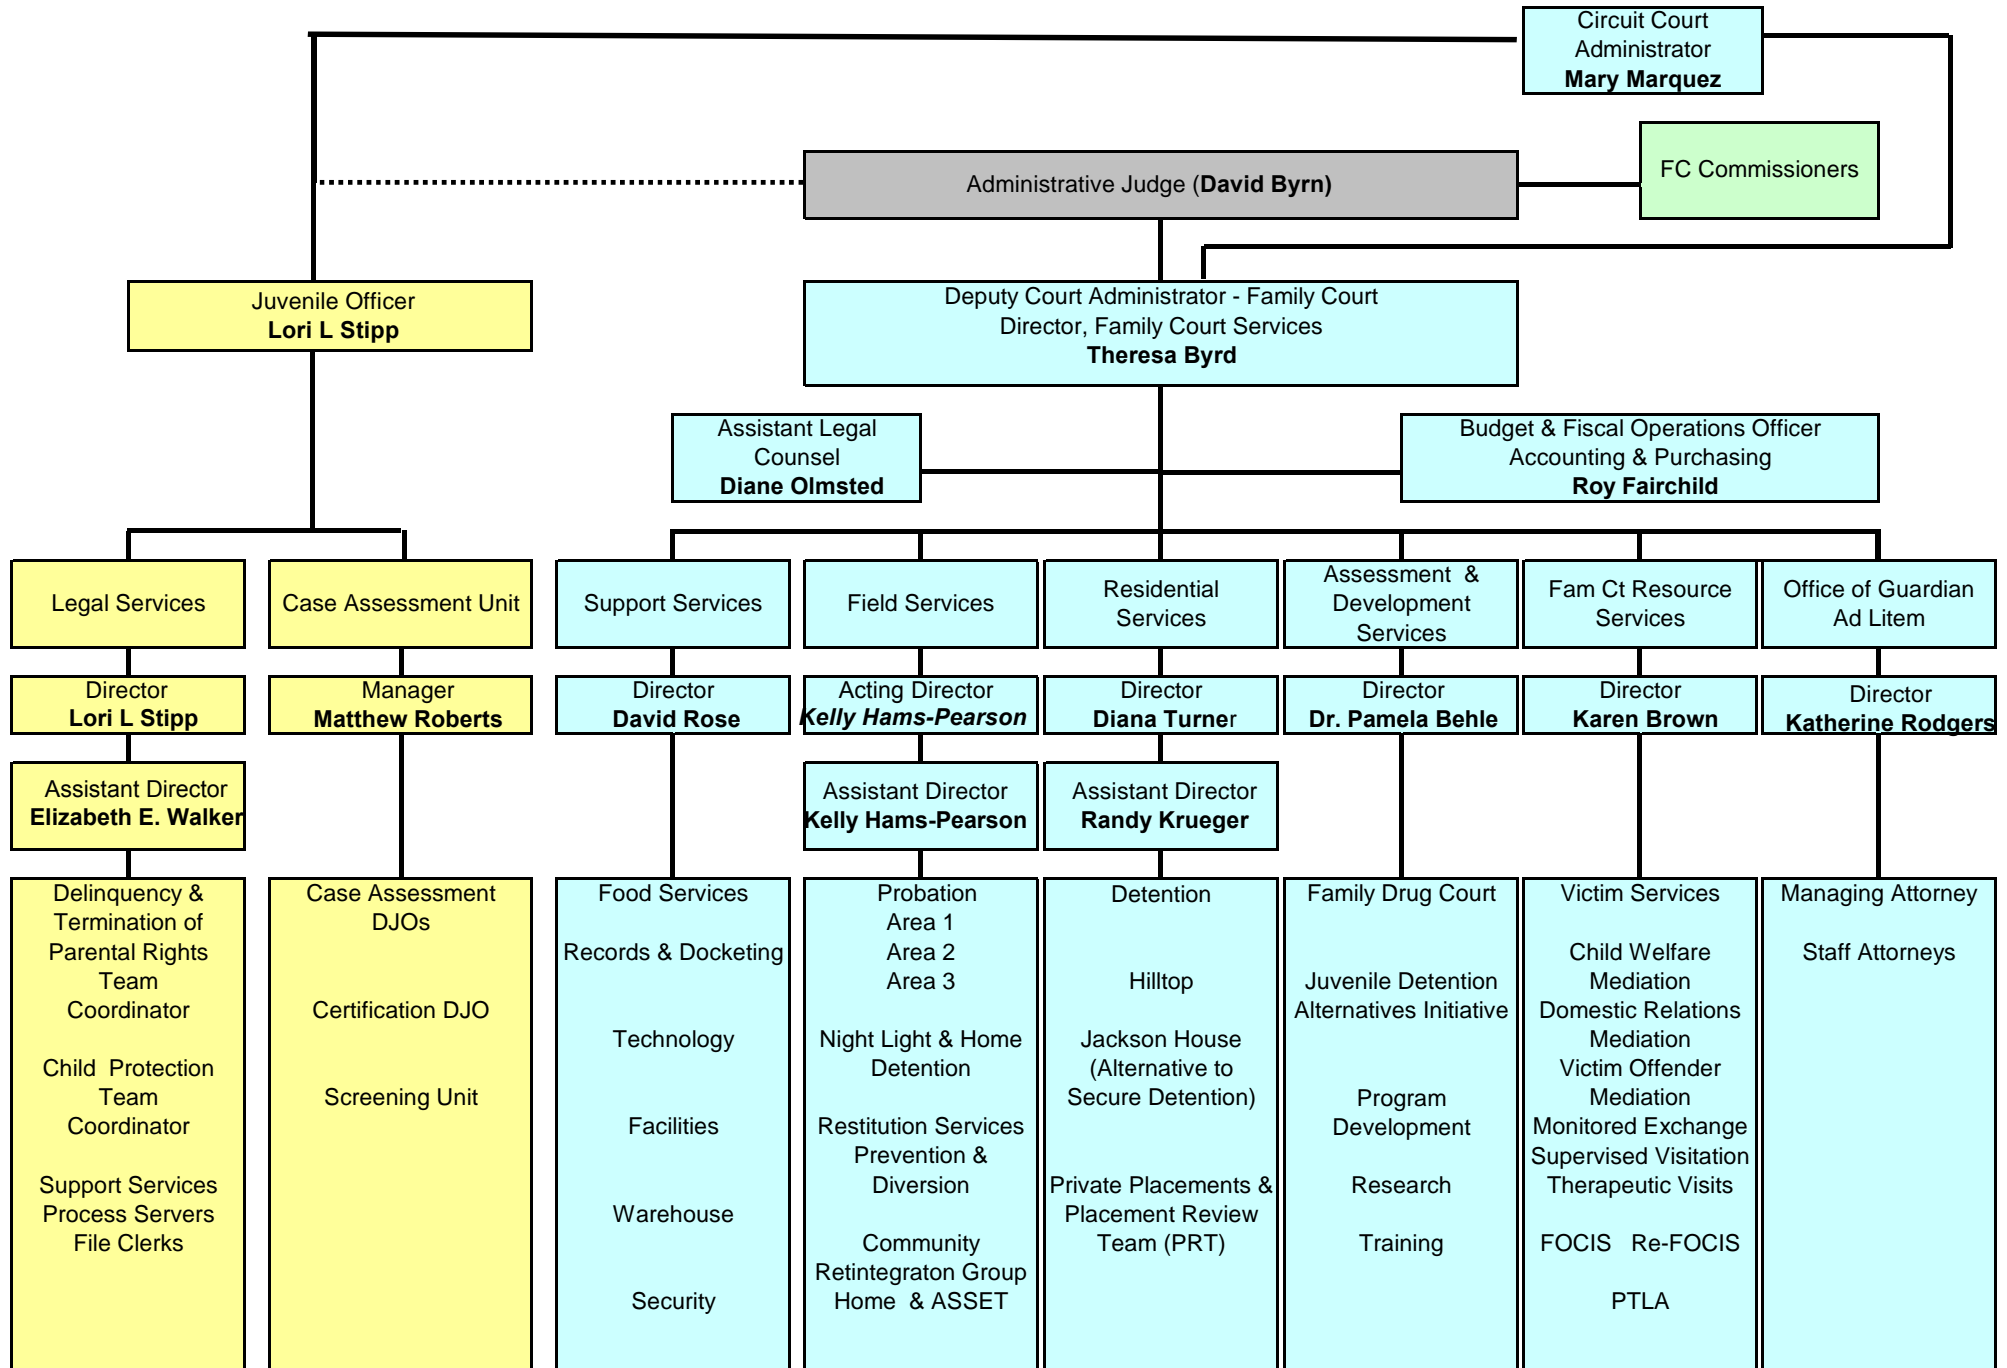 Circuit Court
Administrator
Mary Marquez
FC Commissioners
Administrative Judge (David Byrn)
Juvenile Officer
Lori L Stipp
Deputy Court Administrator - Family Court
Director, Family Court Services
Theresa Byrd
Assistant Legal
Counsel
Diane Olmsted
Budget & Fiscal Operations Officer
Accounting & Purchasing
Roy Fairchild
Legal Services
Case Assessment Unit
Support Services
Field Services
Residential
Services
Assessment & 
Development
Services
Fam Ct Resource
Services
Office of Guardian
Ad Litem
Director
Lori L Stipp
Manager
Matthew Roberts
Director
David Rose
Acting Director
Kelly Hams-Pearson
Director
Diana Turner
Director
Dr. Pamela Behle
Director
Karen Brown
Director
Katherine Rodgers
Assistant Director
Elizabeth E. Walker
Assistant Director
Kelly Hams-Pearson
Assistant Director
Randy Krueger
Delinquency &
Termination of
Parental Rights
Team
Coordinator
Child Protection
Team
Coordinator
Support Services
Process Servers
File Clerks
Case Assessment
DJOs
Certification DJO
Screening Unit
Food Services
Records & Docketing
Technology
Facilities
Warehouse
Security
Probation
Area 1
Area 2
Area 3
Night Light & Home
Detention
Restitution Services
Prevention &
Diversion
Community
Retintegraton Group
Home & ASSET
Detention
Hilltop
Jackson House
(Alternative to
Secure Detention)
Private Placements &
Placement Review
Team (PRT)
Family Drug Court
Juvenile Detention
Alternatives Initiative
Program
Development
Research
Training
Victim Services
Child Welfare
Mediation
Domestic Relations
Mediation
Victim Offender
Mediation
Monitored Exchange
Supervised Visitation
Therapeutic Visits
FOCIS Re-FOCIS
PTLA
Managing Attorney
Staff Attorneys